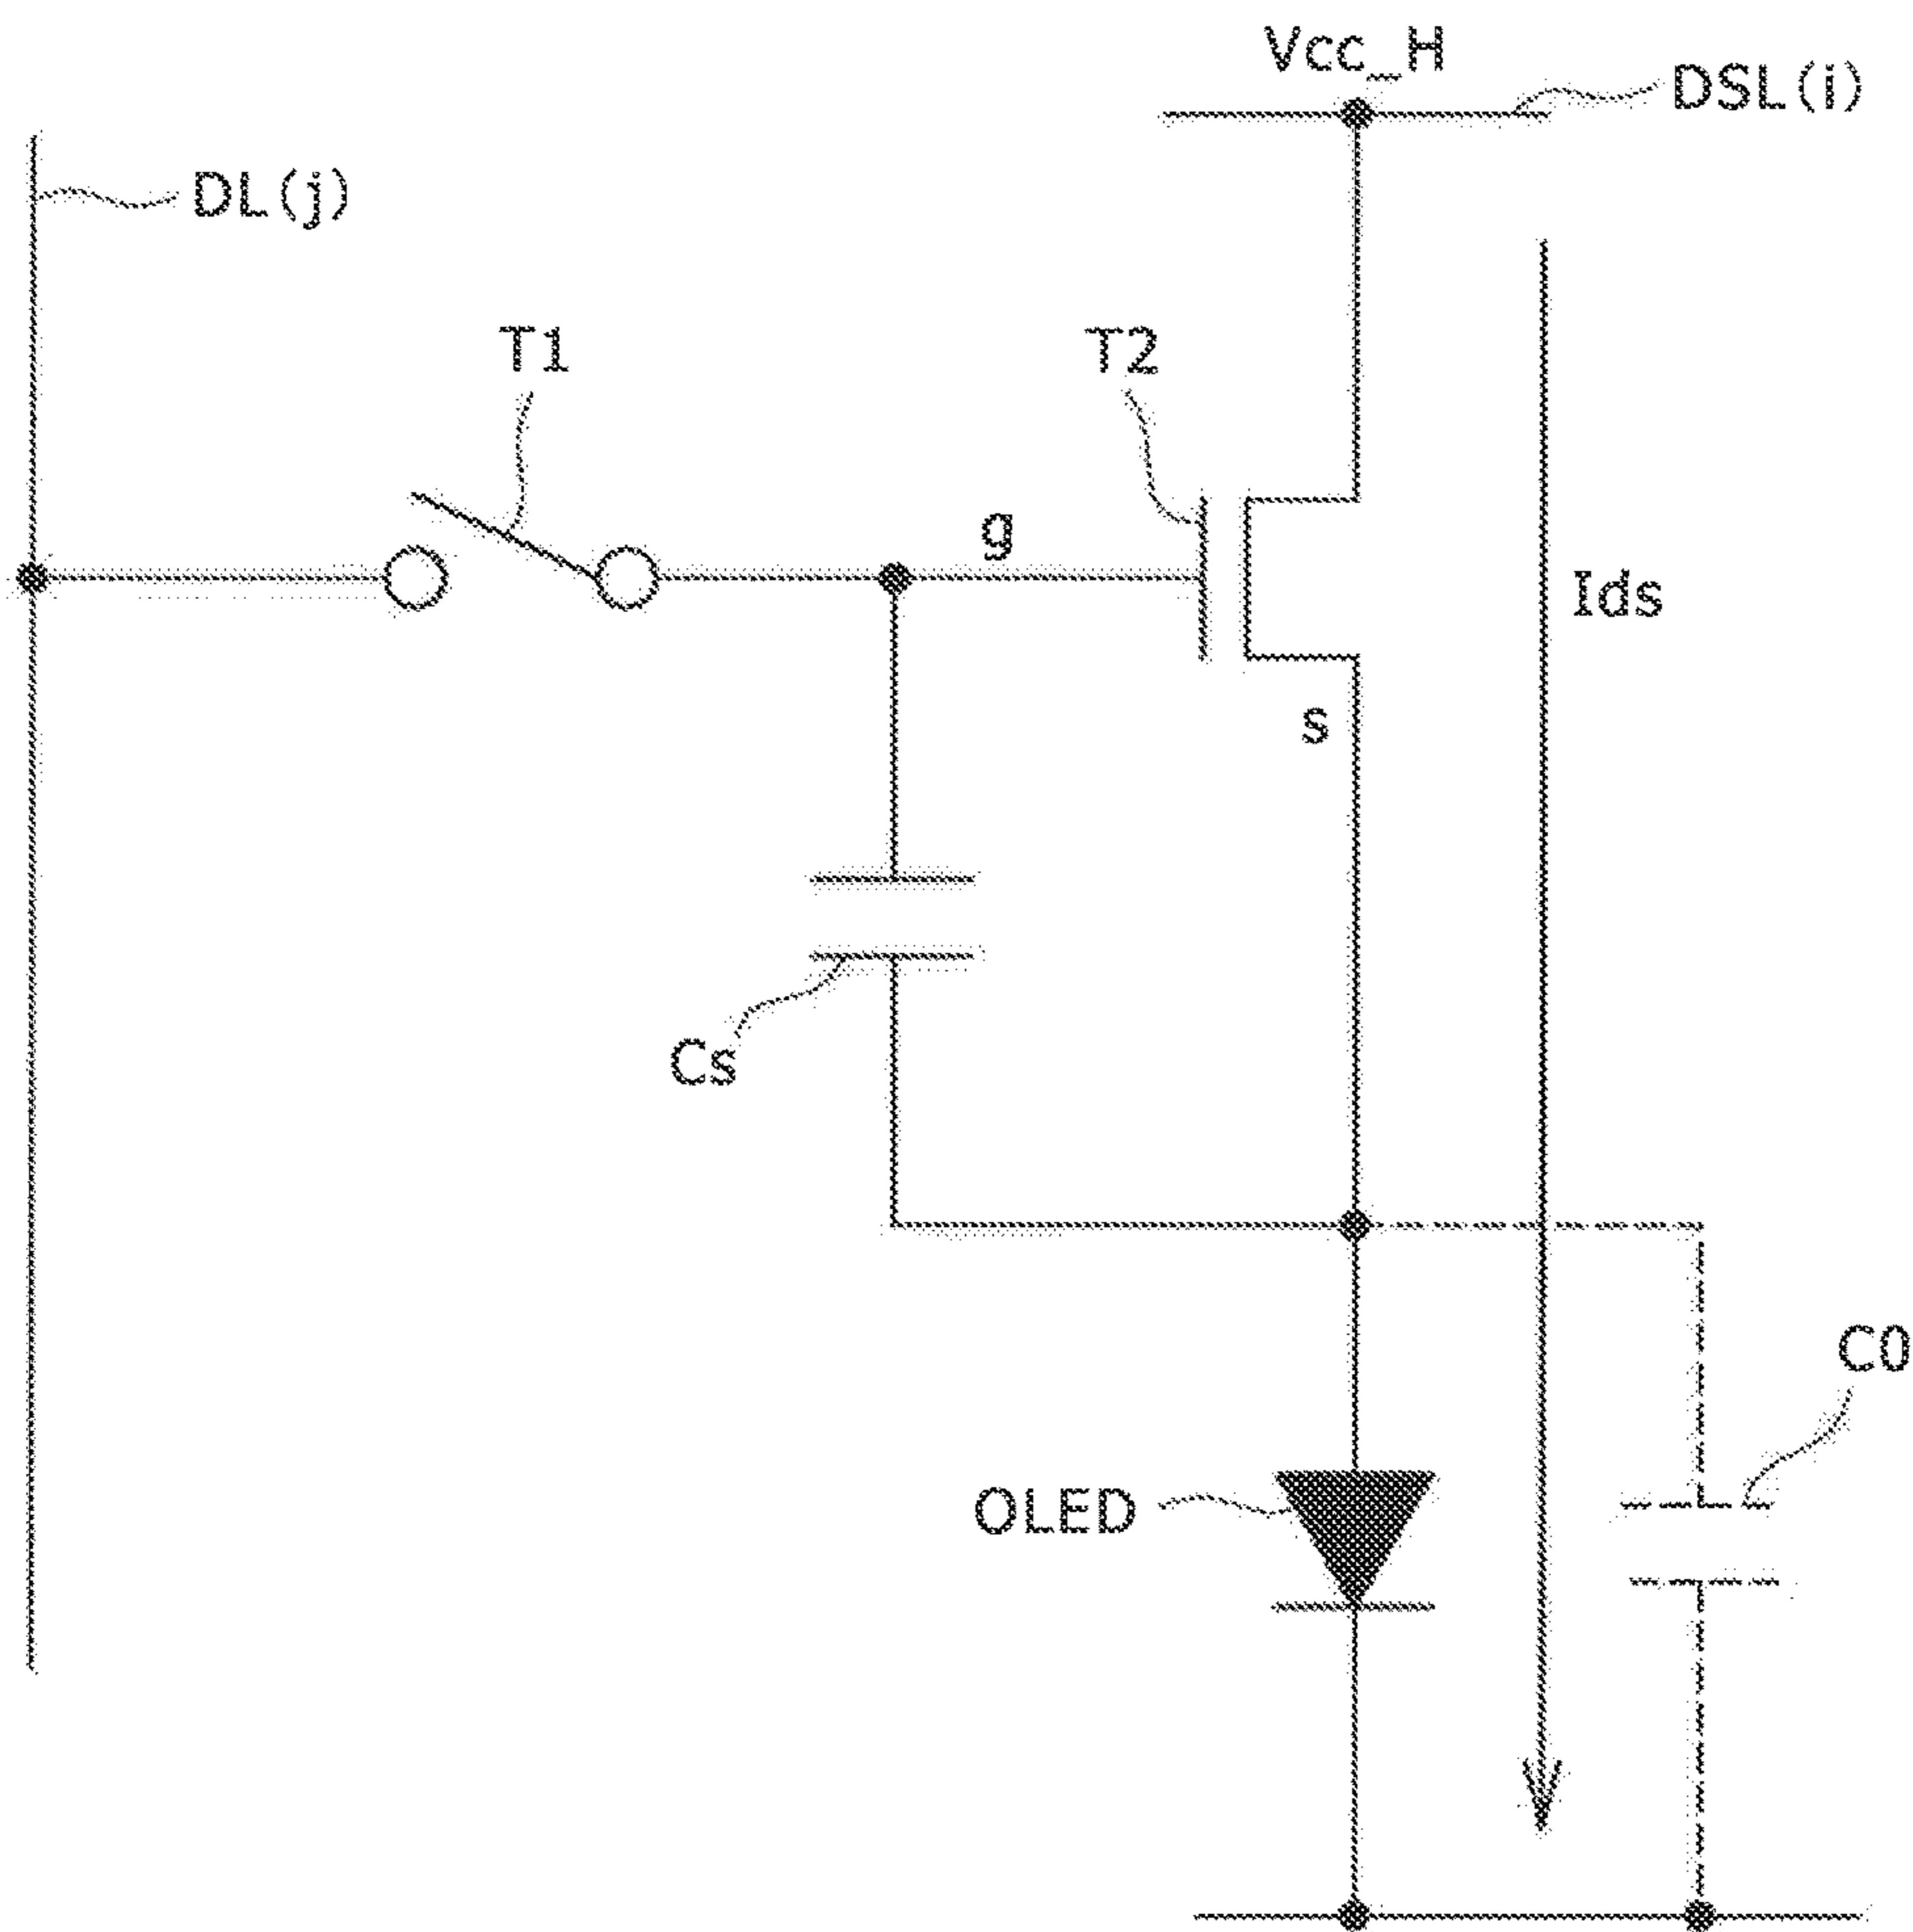 Vcc_H
DSL(i)
DL(j)
T1
T2
g
Ids
s
Cs
C0
OLED